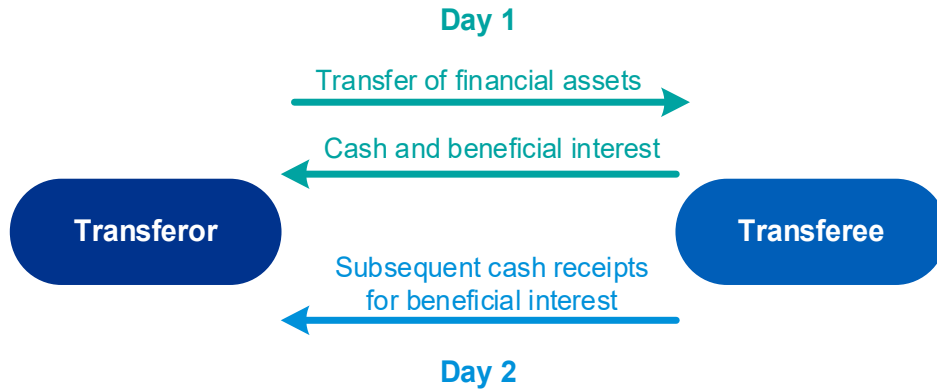 Day 1
Transfer of financial assets
Cash and beneficial interest
Transferor
Transferee
Subsequent cash receipts
for beneficial interest
Day 2